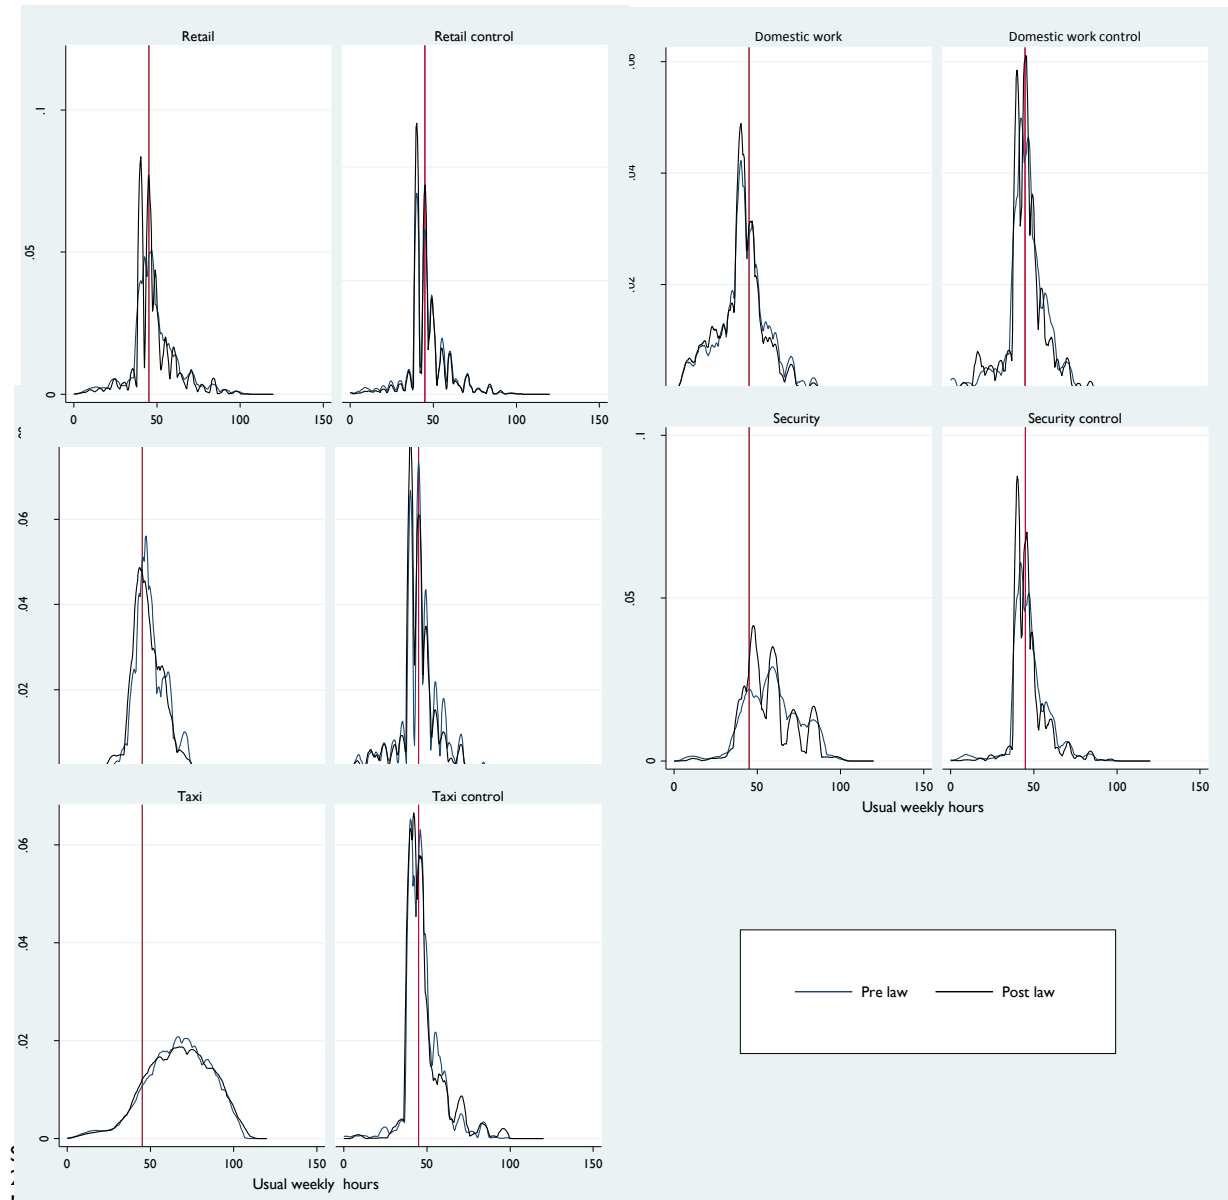 Retail
Retail control
.1
.05
0
0 50 100 150
0 50 100 150
Domestic work
Domestic work control
.06
.04
.02
.06
.04
.02
Security
Security control
.1
.05
0
0 50 100 150
0 50 100 150
Usual weekly hours
Taxi
Taxi control
.06
.04
.02
0
0 50 100 150
0 50 100 150
Usual weekly hours
Pre law
Post law